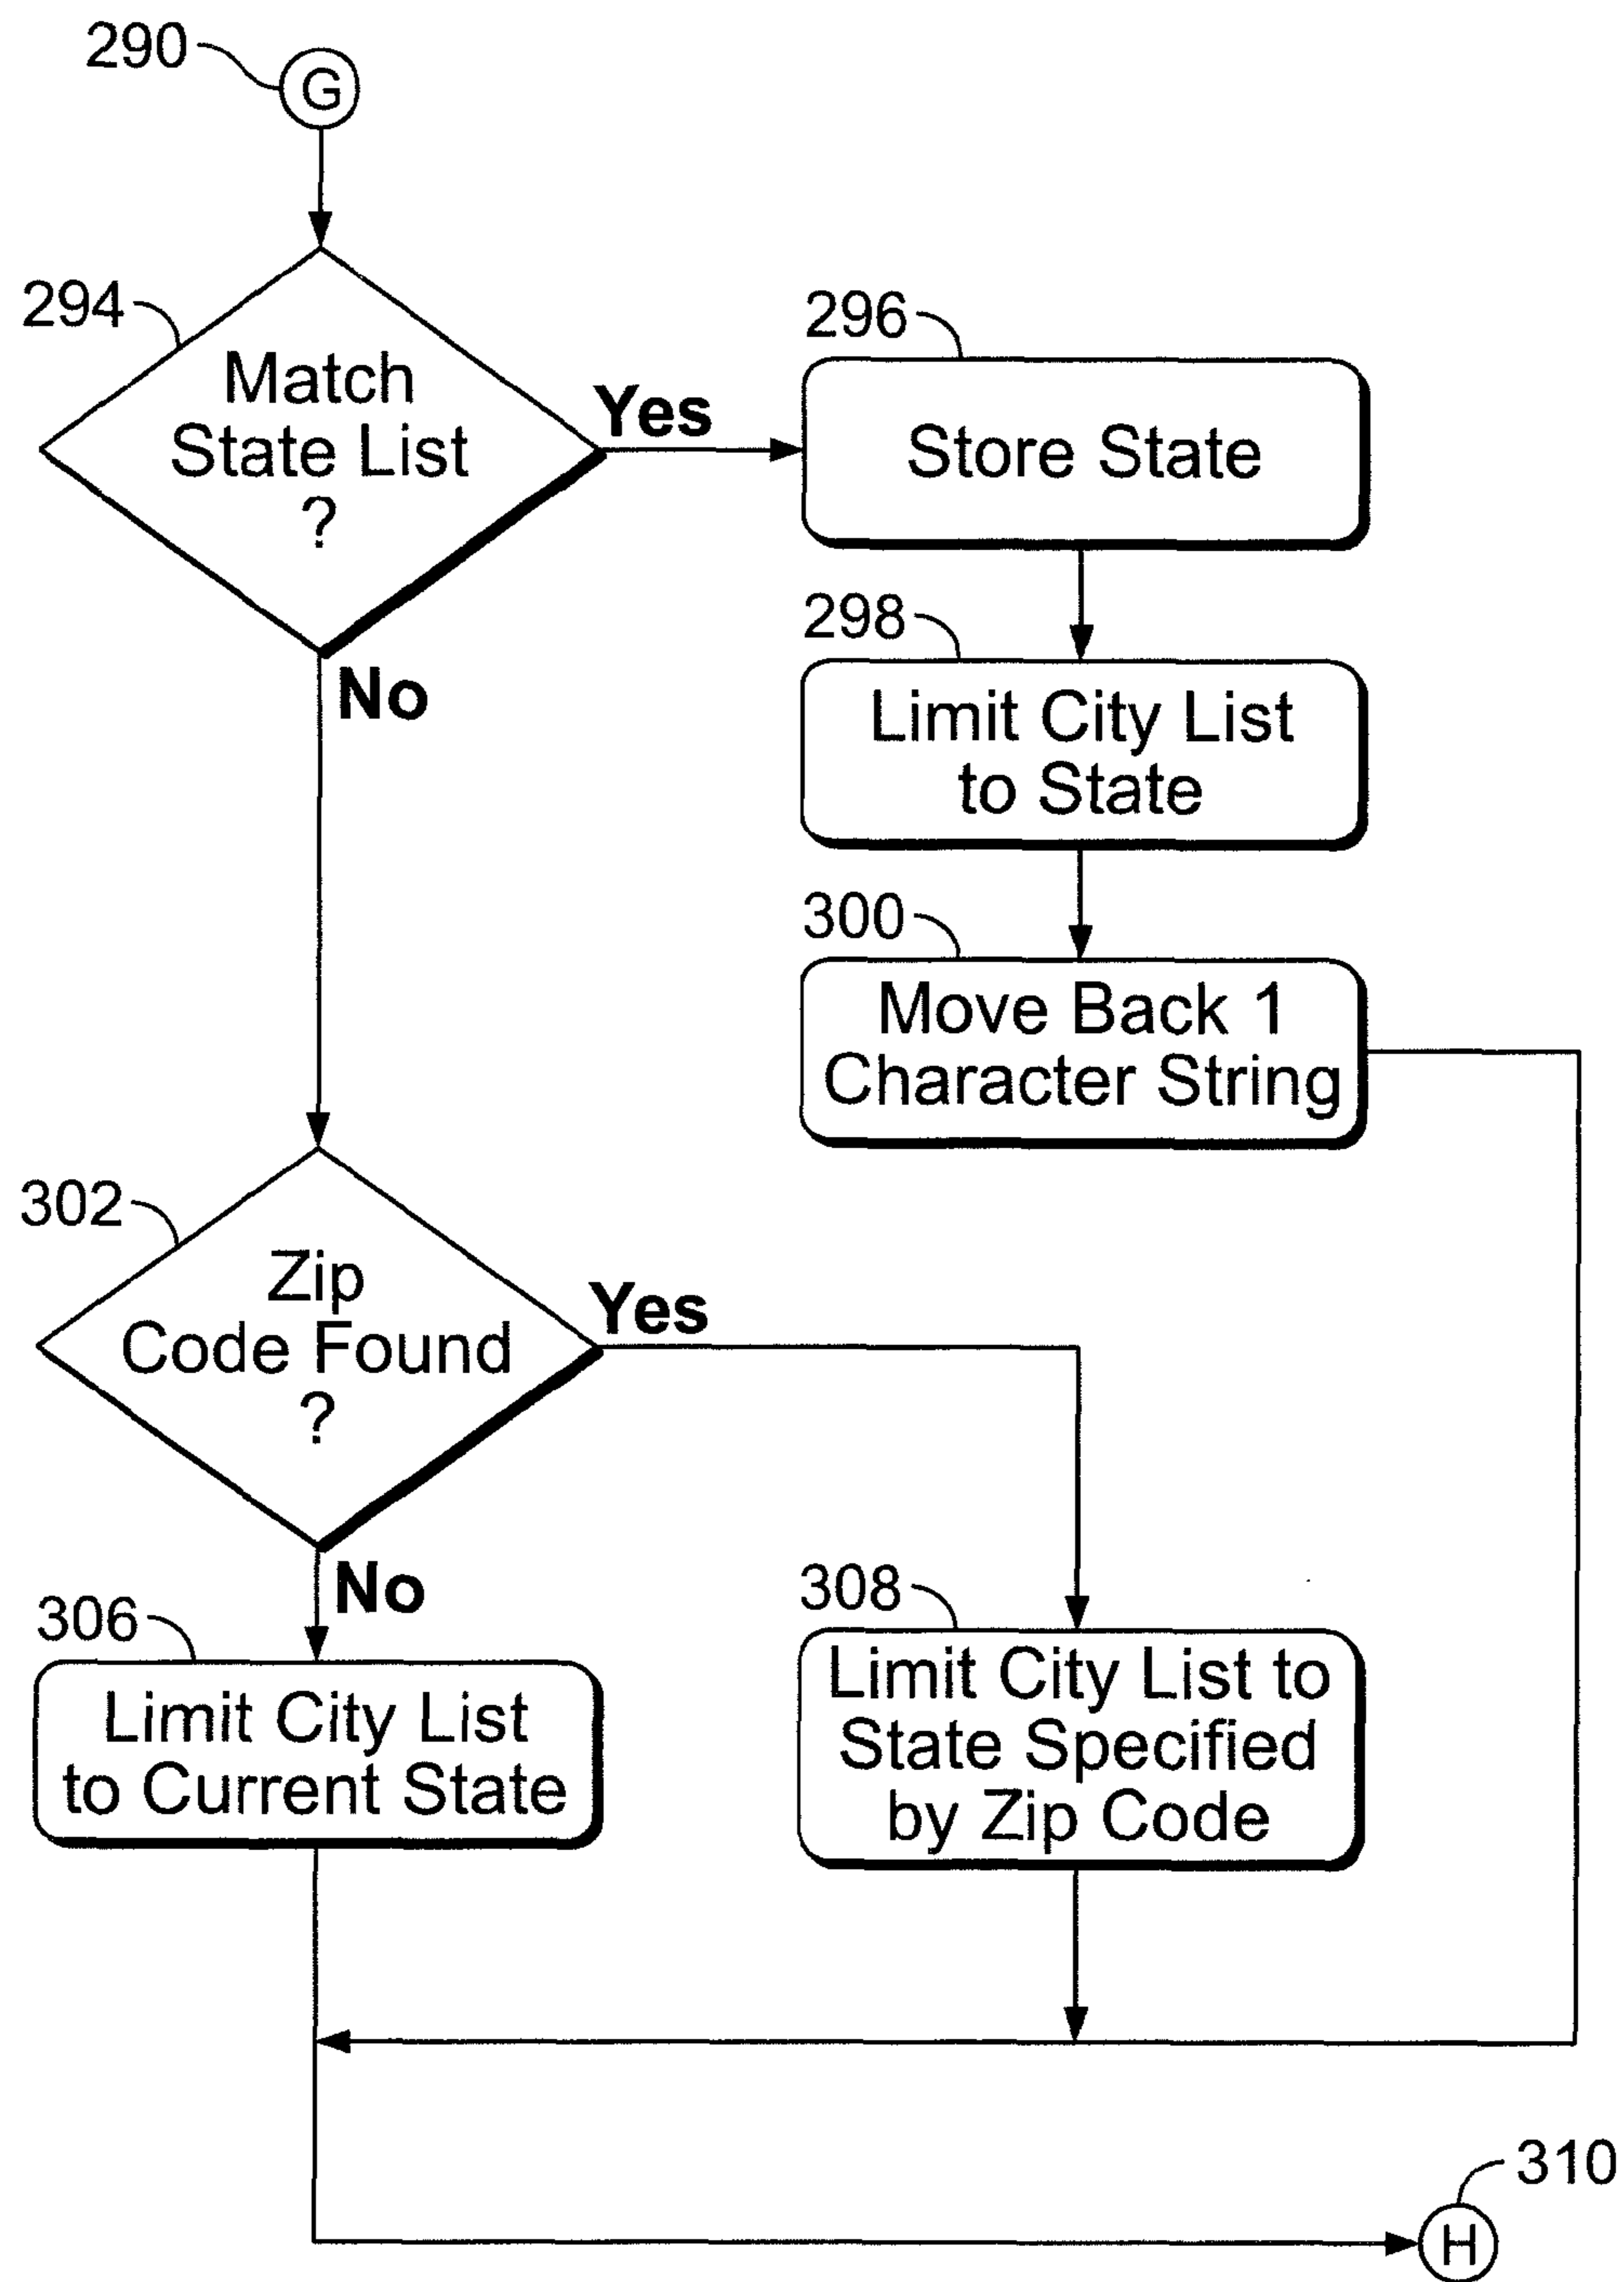 290
G
294
Match
State List
?
Yes
No
296
Store State
298
Limit City List
to State
300
Move Back 1
Character String
302
Zip
Code Found
?
Yes
No
306
Limit City List
to Current State
308
Limit City List to
State Specified
by Zip Code
310
H